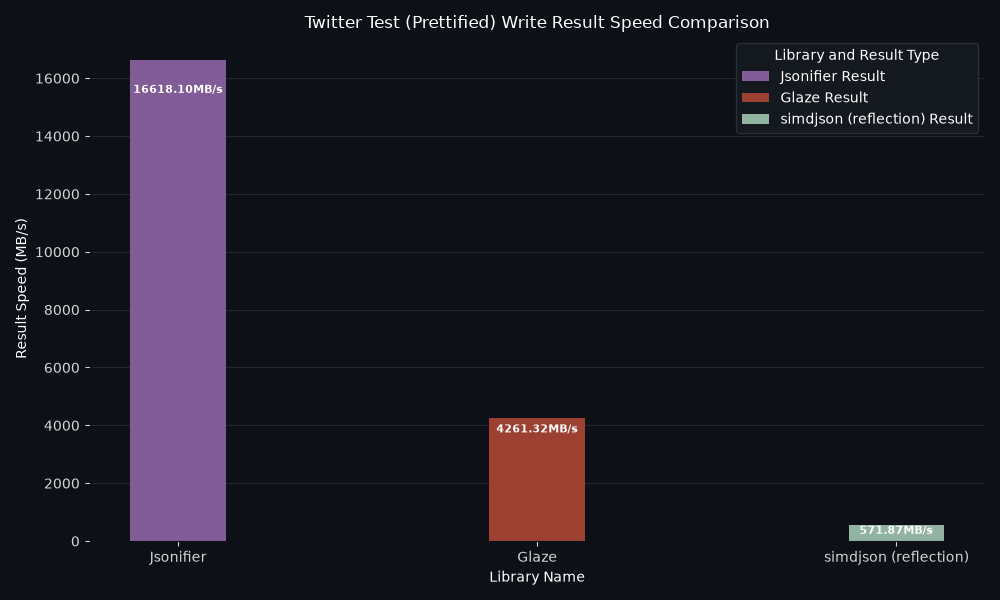 Twitter Test (Prettified) Write Result Speed Comparison
Library and Result Type
Jsonifier Result
Glaze Result
simdjson (reflection) Result
Result Speed (MB/s)
16000
14000
12000
10000
8000
6000
4000
2000
0
16618.10MB/s
4261.32MB/s
571.87MB/s
Jsonifier
Glaze
simdjson (reflection)
Library Name